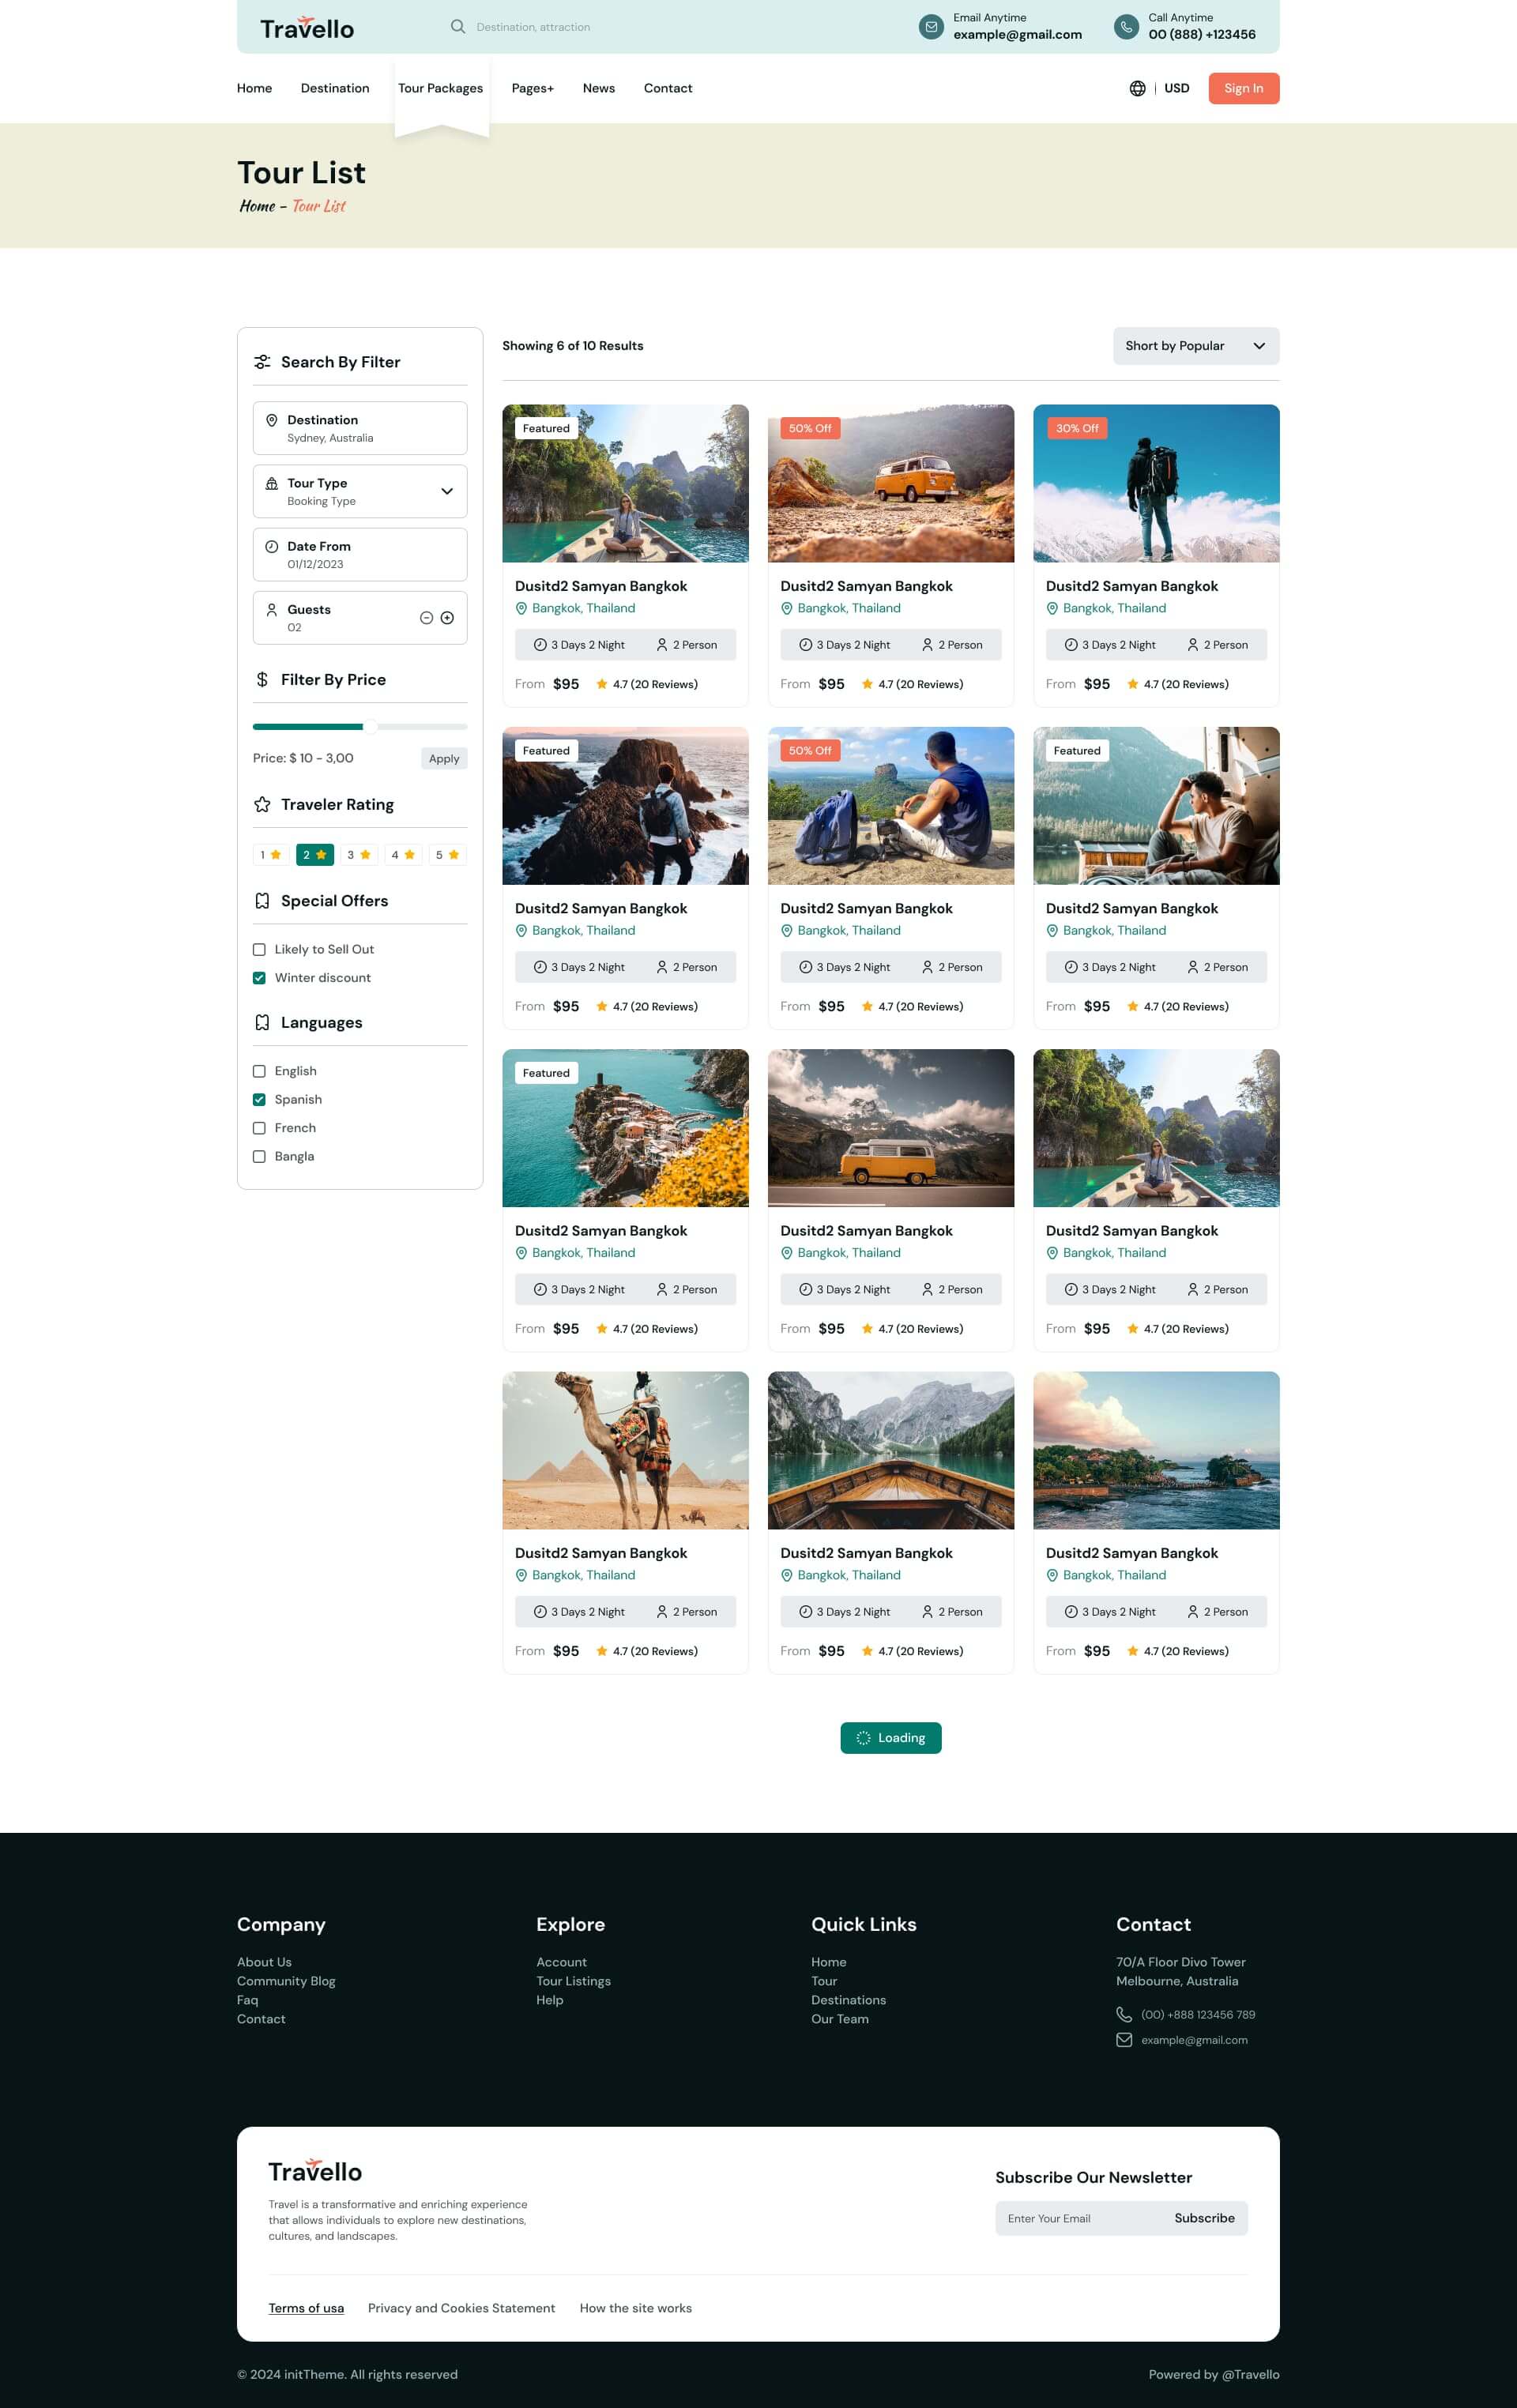 Travello
Destination, attraction
Email Anytime
example@gmail.com
Call Anytime
00 (888) +123456
Home
Destination
Tour Packages
Pages+
News
Contact
USD
Sign In
Tour List
Home - Tour List
Search By Filter
Destination
Sydney, Australia
Tour Type
Booking Type
Date From
01/12/2023
Guests
02
Filter By Price
Price: $ 10 - 3,00
Apply
Traveler Rating
1
2
3
4
5
Special Offers
Likely to Sell Out
Winter discount
Languages
English
Spanish
French
Bangla
Showing 6 of 10 Results
Short by Popular
Featured
Dusitd2 Samyan Bangkok
Bangkok, Thailand
3 Days 2 Night
2 Person
From $95
4.7 (20 Reviews)
50% Off
Dusitd2 Samyan Bangkok
Bangkok, Thailand
3 Days 2 Night
2 Person
From $95
4.7 (20 Reviews)
30% Off
Dusitd2 Samyan Bangkok
Bangkok, Thailand
3 Days 2 Night
2 Person
From $95
4.7 (20 Reviews)
Featured
Dusitd2 Samyan Bangkok
Bangkok, Thailand
3 Days 2 Night
2 Person
From $95
4.7 (20 Reviews)
50% Off
Dusitd2 Samyan Bangkok
Bangkok, Thailand
3 Days 2 Night
2 Person
From $95
4.7 (20 Reviews)
Featured
Dusitd2 Samyan Bangkok
Bangkok, Thailand
3 Days 2 Night
2 Person
From $95
4.7 (20 Reviews)
Featured
Dusitd2 Samyan Bangkok
Bangkok, Thailand
3 Days 2 Night
2 Person
From $95
4.7 (20 Reviews)
Dusitd2 Samyan Bangkok
Bangkok, Thailand
3 Days 2 Night
2 Person
From $95
4.7 (20 Reviews)
Dusitd2 Samyan Bangkok
Bangkok, Thailand
3 Days 2 Night
2 Person
From $95
4.7 (20 Reviews)
Dusitd2 Samyan Bangkok
Bangkok, Thailand
3 Days 2 Night
2 Person
From $95
4.7 (20 Reviews)
Dusitd2 Samyan Bangkok
Bangkok, Thailand
3 Days 2 Night
2 Person
From $95
4.7 (20 Reviews)
Dusitd2 Samyan Bangkok
Bangkok, Thailand
3 Days 2 Night
2 Person
From $95
4.7 (20 Reviews)
Loading
Company
About Us
Community Blog
Faq
Contact
Explore
Account
Tour Listings
Help
Quick Links
Home
Tour
Destinations
Our Team
Contact
70/A Floor Divo Tower
Melbourne, Australia
(00) +888 123456 789
example@gmail.com
Travello
Travel is a transformative and enriching experience
that allows individuals to explore new destinations,
cultures, and landscapes.
Subscribe Our Newsletter
Enter Your Email
Subscribe
Terms of usa
Privacy and Cookies Statement
How the site works
© 2024 initTheme. All rights reserved
Powered by @Travello